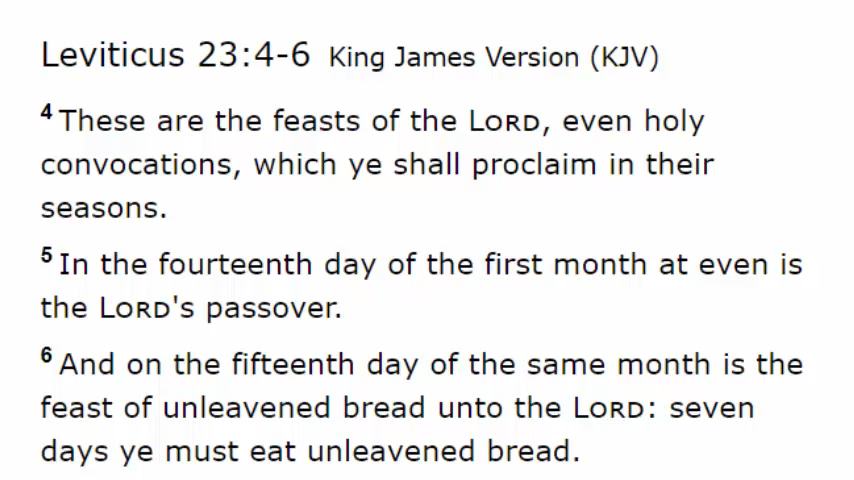 Leviticus 23:4-6 King James Version (KJV)
4 These are the feasts of the LORD, even holy
convocations, which ye shall proclaim in their
seasons.
5 In the fourteenth day of the first month at even is
the LORD's passover.
6 And on the fifteenth day of the same month is the
feast of unleavened bread unto the LORD: seven
days ye must eat unleavened bread.